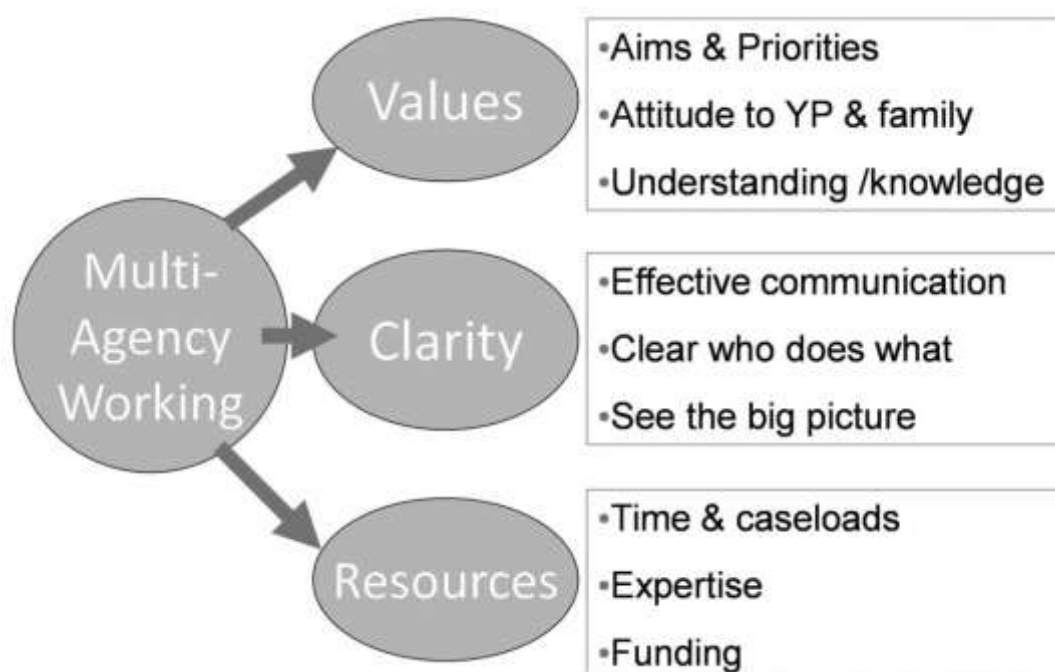 Multi-
Agency
Working
Values
•Aims & Priorities
•Attitude to YP & family
•Understanding /knowledge
Clarity
•Effective communication
•Clear who does what
•See the big picture
Resources
•Time & caseloads
•Expertise
•Funding